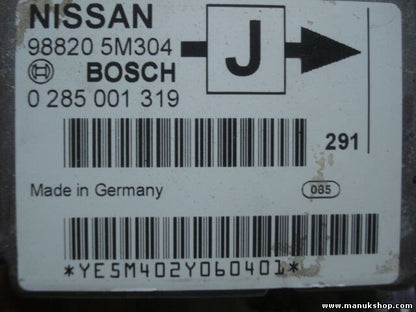 NISSAN
98820 5M304
J
BOSCH
0 285 001 319
291
Made in Germany
085
*YE5M402Y060401*
www.manukshop.com